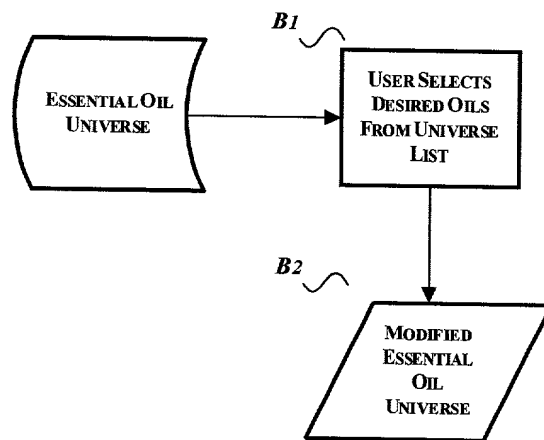 B1
ESSENTIAL OIL
UNIVERSE
USER SELECTS
DESIRED OILS
FROM UNIVERSE
LIST
B2
MODIFIED
ESSENTIAL
OIL
UNIVERSE